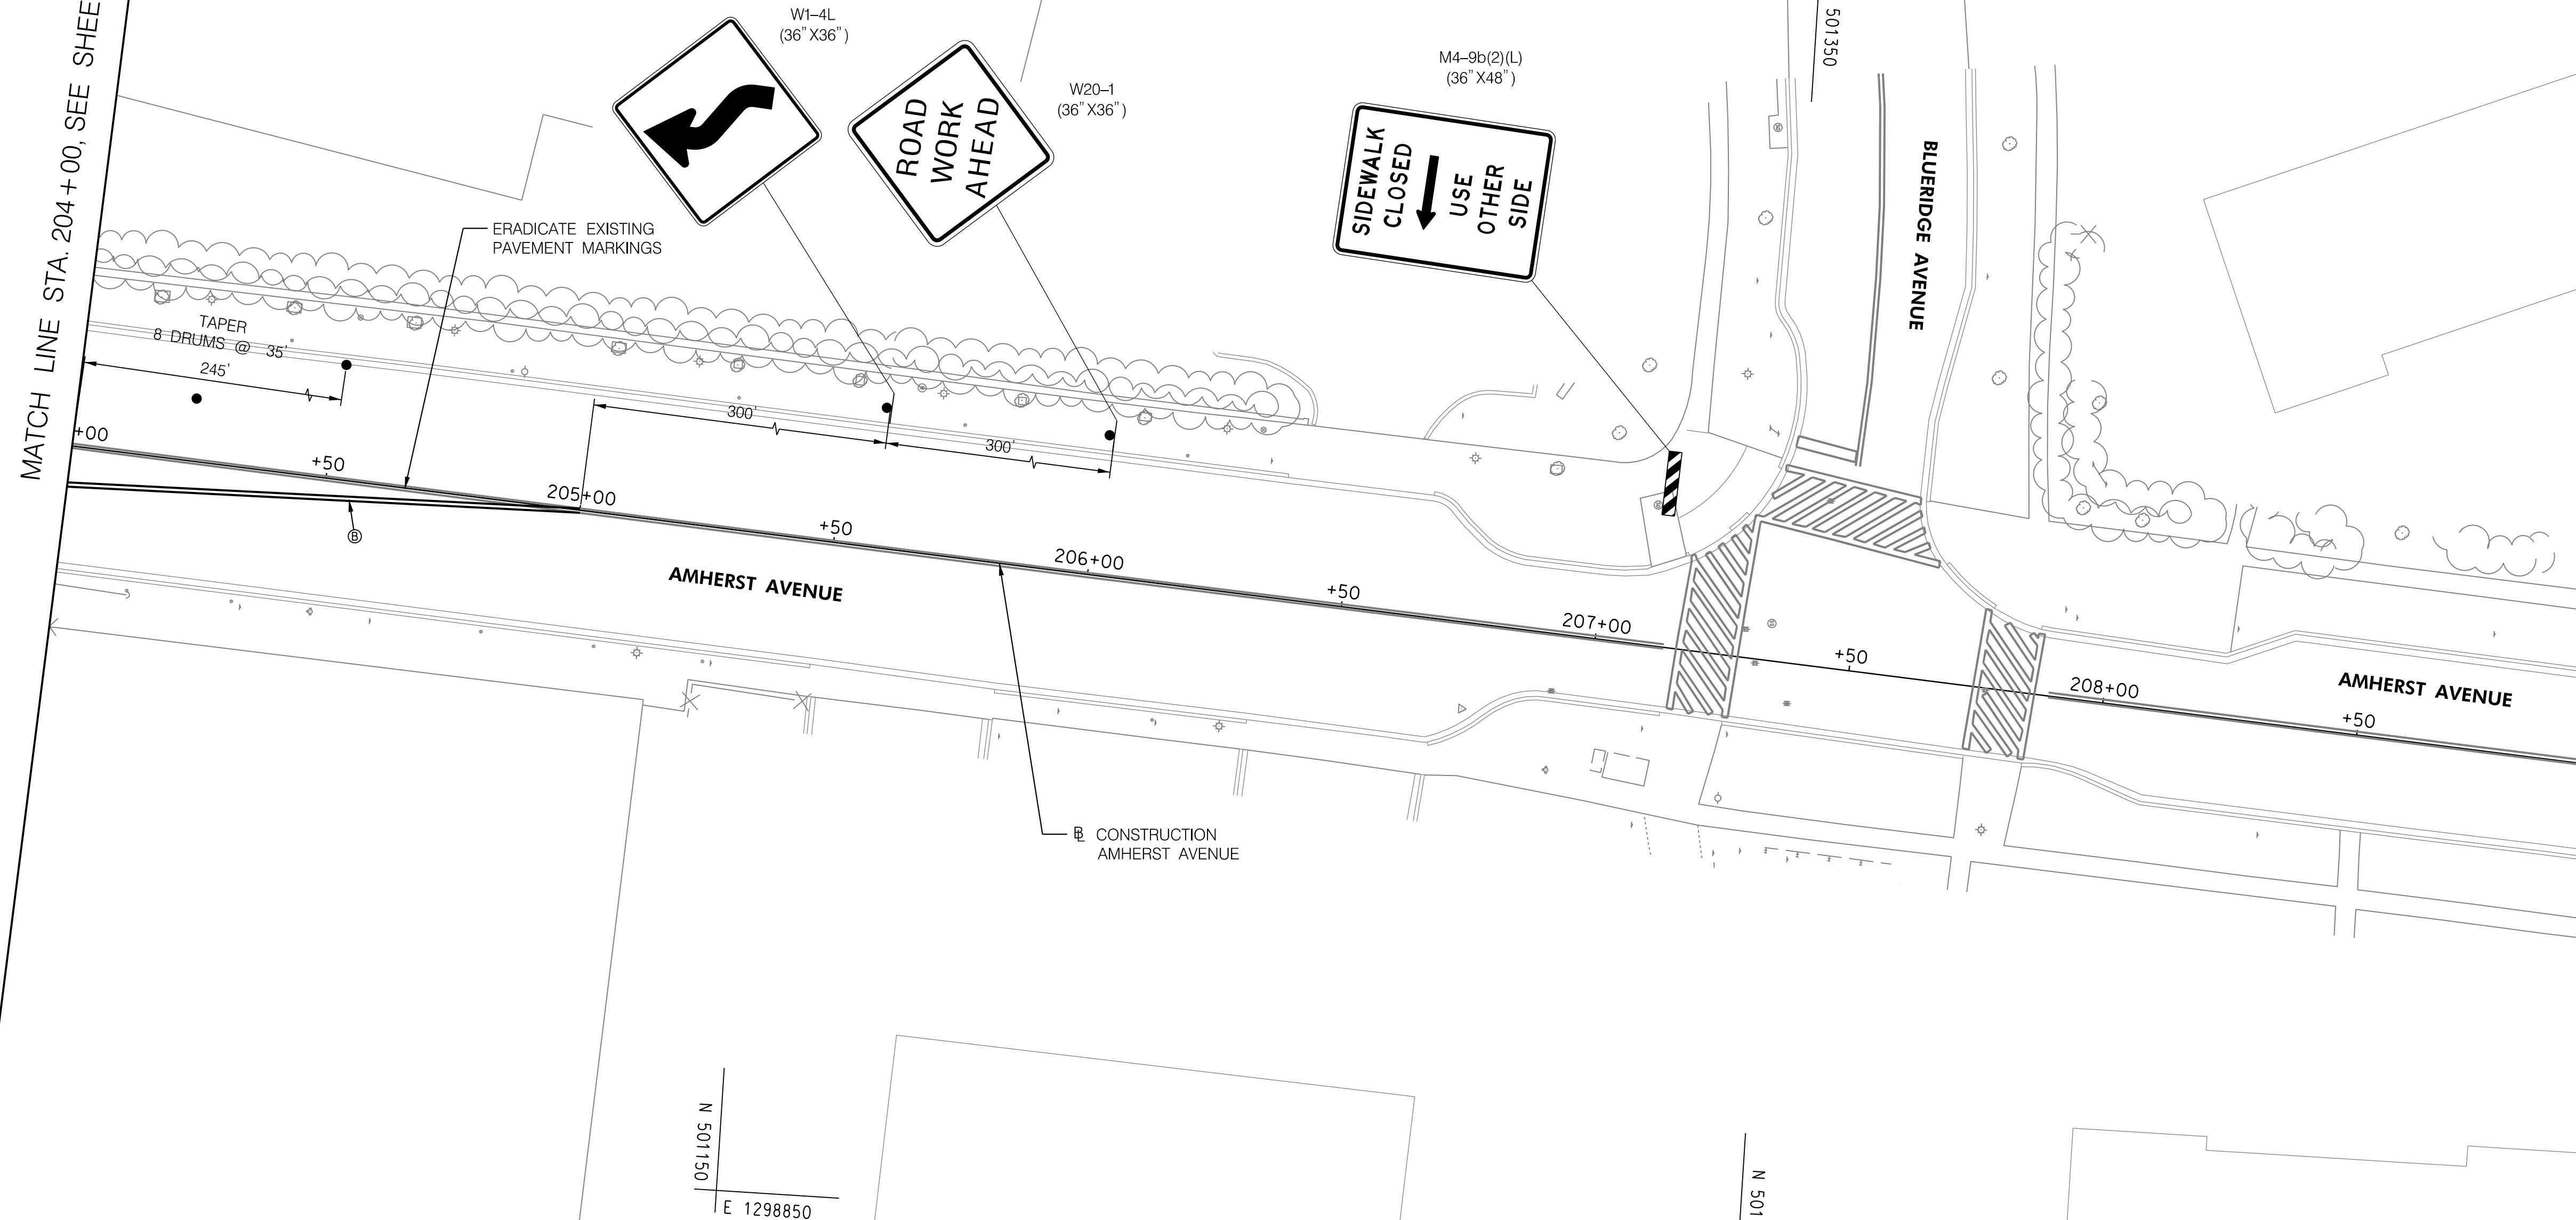 MATCH LINE STA. 204+00, SEE SHEE
W1-4L
(36"X36")
ROAD
WORK
AHEAD
W20-1
(36"X36")
M4-9b(2)(L)
(36"X48")
SIDEWALK
CLOSED
USE
OTHER
SIDE
501350
BLUERIDGE AVENUE
ERADICATE EXISTING
PAVEMENT MARKINGS
TAPER
8 DRUMS @ 35'
245'
300'
300'
+00
+50
205+00
+50
206+00
+50
207+00
+50
208+00
+50
B
AMHERST AVENUE
AMHERST AVENUE
BL CONSTRUCTION
AMHERST AVENUE
N 501150
E 1298850
N 501